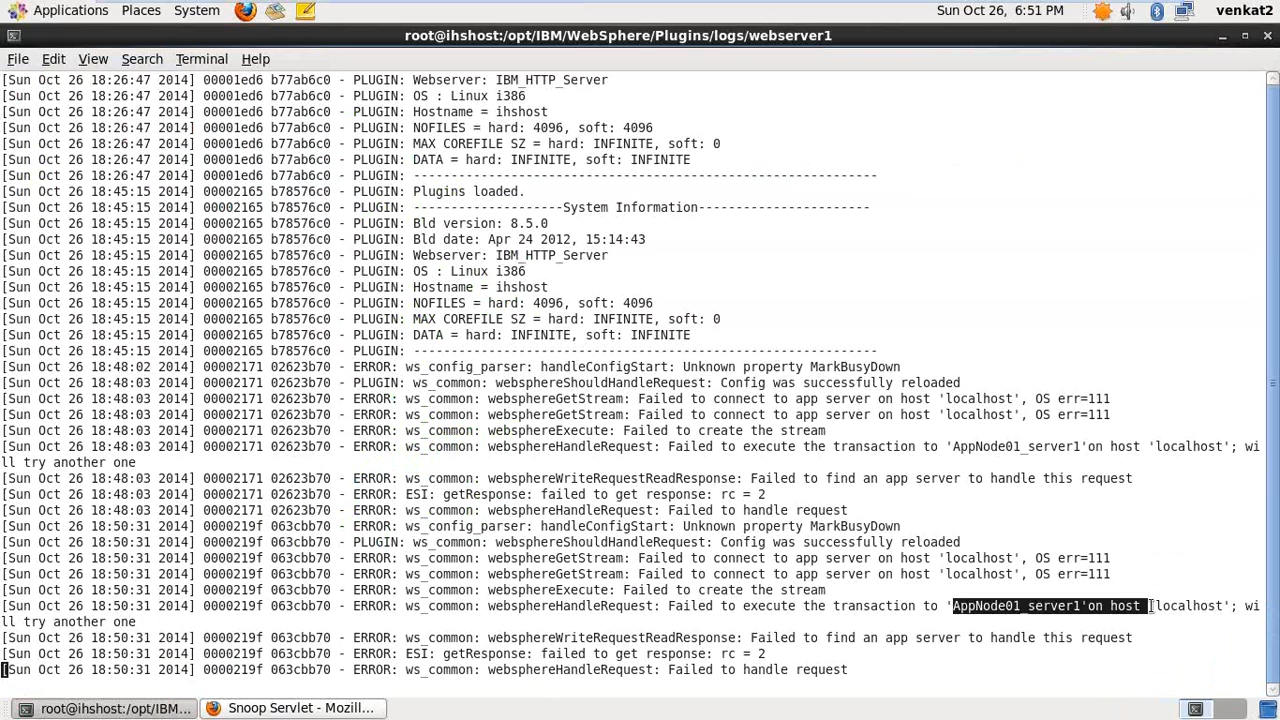 Applications Places System Sun Oct 26, 6:51 PM venkat2
root@ihshost:/opt/IBM/WebSphere/Plugins/logs/webserver1
File Edit View Search Terminal Help
[Sun Oct 26 18:26:47 2014] 00001ed6 b77ab6c0 - PLUGIN: Webserver: IBM_HTTP_Server
[Sun Oct 26 18:26:47 2014] 00001ed6 b77ab6c0 - PLUGIN: OS : Linux i386
[Sun Oct 26 18:26:47 2014] 00001ed6 b77ab6c0 - PLUGIN: Hostname = ihshost
[Sun Oct 26 18:26:47 2014] 00001ed6 b77ab6c0 - PLUGIN: NOFILES = hard: 4096, soft: 4096
[Sun Oct 26 18:26:47 2014] 00001ed6 b77ab6c0 - PLUGIN: MAX COREFILE SZ = hard: INFINITE, soft: 0
[Sun Oct 26 18:26:47 2014] 00001ed6 b77ab6c0 - PLUGIN: DATA = hard: INFINITE, soft: INFINITE
[Sun Oct 26 18:26:47 2014] 00001ed6 b77ab6c0 - PLUGIN: --------------------------------------------------------------
[Sun Oct 26 18:45:15 2014] 00002165 b78576c0 - PLUGIN: Plugins loaded.
[Sun Oct 26 18:45:15 2014] 00002165 b78576c0 - PLUGIN: --------------------System Information-----------------------
[Sun Oct 26 18:45:15 2014] 00002165 b78576c0 - PLUGIN: Bld version: 8.5.0
[Sun Oct 26 18:45:15 2014] 00002165 b78576c0 - PLUGIN: Bld date: Apr 24 2012, 15:14:43
[Sun Oct 26 18:45:15 2014] 00002165 b78576c0 - PLUGIN: Webserver: IBM_HTTP_Server
[Sun Oct 26 18:45:15 2014] 00002165 b78576c0 - PLUGIN: OS : Linux i386
[Sun Oct 26 18:45:15 2014] 00002165 b78576c0 - PLUGIN: Hostname = ihshost
[Sun Oct 26 18:45:15 2014] 00002165 b78576c0 - PLUGIN: NOFILES = hard: 4096, soft: 4096
[Sun Oct 26 18:45:15 2014] 00002165 b78576c0 - PLUGIN: MAX COREFILE SZ = hard: INFINITE, soft: 0
[Sun Oct 26 18:45:15 2014] 00002165 b78576c0 - PLUGIN: DATA = hard: INFINITE, soft: INFINITE
[Sun Oct 26 18:45:15 2014] 00002165 b78576c0 - PLUGIN: --------------------------------------------------------------
[Sun Oct 26 18:48:02 2014] 00002171 02623b70 - ERROR: ws_config_parser: handleConfigStart: Unknown property MarkBusyDown
[Sun Oct 26 18:48:03 2014] 00002171 02623b70 - PLUGIN: ws_common: websphereShouldHandleRequest: Config was successfully reloaded
[Sun Oct 26 18:48:03 2014] 00002171 02623b70 - ERROR: ws_common: websphereGetStream: Failed to connect to app server on host 'localhost', OS err=111
[Sun Oct 26 18:48:03 2014] 00002171 02623b70 - ERROR: ws_common: websphereGetStream: Failed to connect to app server on host 'localhost', OS err=111
[Sun Oct 26 18:48:03 2014] 00002171 02623b70 - ERROR: ws_common: websphereExecute: Failed to create the stream
[Sun Oct 26 18:48:03 2014] 00002171 02623b70 - ERROR: ws_common: websphereHandleRequest: Failed to execute the transaction to 'AppNode01_server1'on host 'localhost'; wi
ll try another one
[Sun Oct 26 18:48:03 2014] 00002171 02623b70 - ERROR: ws_common: websphereWriteRequestReadResponse: Failed to find an app server to handle this request
[Sun Oct 26 18:48:03 2014] 00002171 02623b70 - ERROR: ESI: getResponse: failed to get response: rc = 2
[Sun Oct 26 18:48:03 2014] 00002171 02623b70 - ERROR: ws_common: websphereHandleRequest: Failed to handle request
[Sun Oct 26 18:50:31 2014] 0000219f 063cbb70 - ERROR: ws_config_parser: handleConfigStart: Unknown property MarkBusyDown
[Sun Oct 26 18:50:31 2014] 0000219f 063cbb70 - PLUGIN: ws_common: websphereShouldHandleRequest: Config was successfully reloaded
[Sun Oct 26 18:50:31 2014] 0000219f 063cbb70 - ERROR: ws_common: websphereGetStream: Failed to connect to app server on host 'localhost', OS err=111
[Sun Oct 26 18:50:31 2014] 0000219f 063cbb70 - ERROR: ws_common: websphereGetStream: Failed to connect to app server on host 'localhost', OS err=111
[Sun Oct 26 18:50:31 2014] 0000219f 063cbb70 - ERROR: ws_common: websphereExecute: Failed to create the stream
[Sun Oct 26 18:50:31 2014] 0000219f 063cbb70 - ERROR: ws_common: websphereHandleRequest: Failed to execute the transaction to 'AppNode01_server1'on host 'localhost'; wi
ll try another one
[Sun Oct 26 18:50:31 2014] 0000219f 063cbb70 - ERROR: ws_common: websphereWriteRequestReadResponse: Failed to find an app server to handle this request
[Sun Oct 26 18:50:31 2014] 0000219f 063cbb70 - ERROR: ESI: getResponse: failed to get response: rc = 2
[Sun Oct 26 18:50:31 2014] 0000219f 063cbb70 - ERROR: ws_common: websphereHandleRequest: Failed to handle request
root@ihshost:/opt/IBM... Snoop Servlet - Mozill...